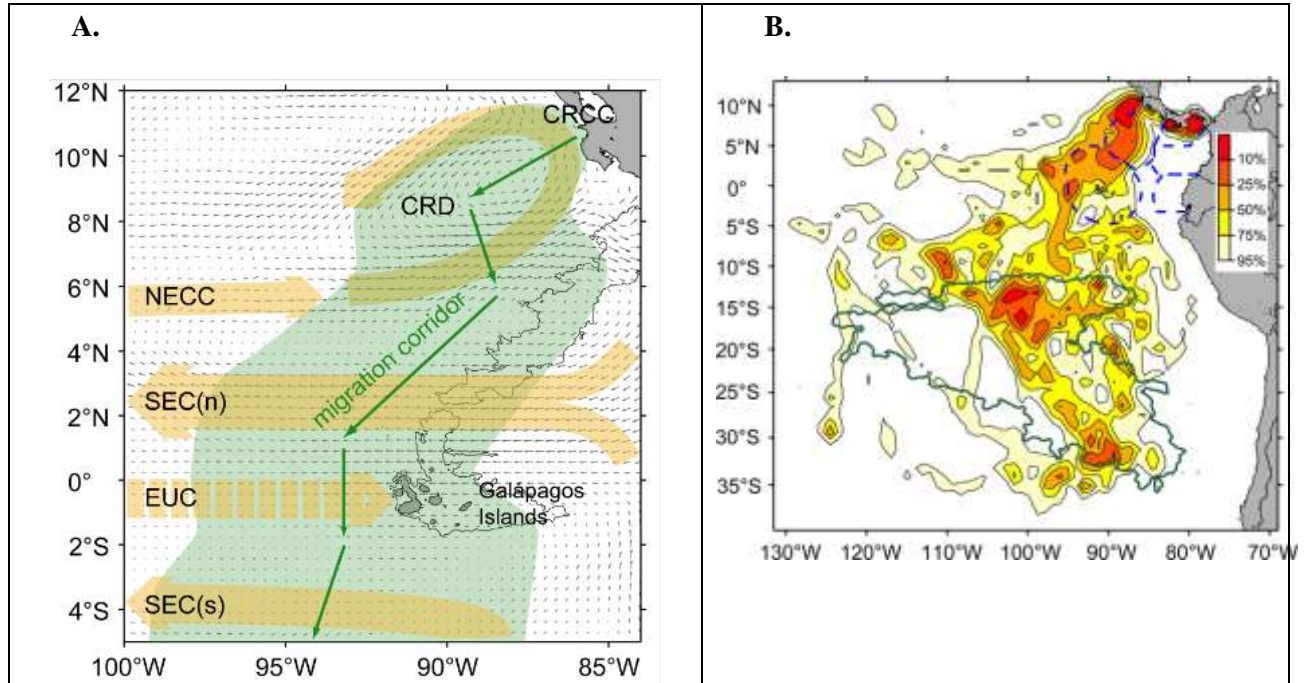 A.
12°N
10°N
8°N
6°N
4°N
2°N
0°
2°S
4°S
100°W
95°W
90°W
85°W
CRCC
CRD
NECC
migration corridor
SEC(n)
EUC
Galápagos
Islands
SEC(s)
B.
10°N
5°N
0°
5°S
10°S
15°S
20°S
25°S
30°S
35°S
130°W
120°W
110°W
100°W
90°W
80°W
70°W
10%
25%
50%
75%
95%